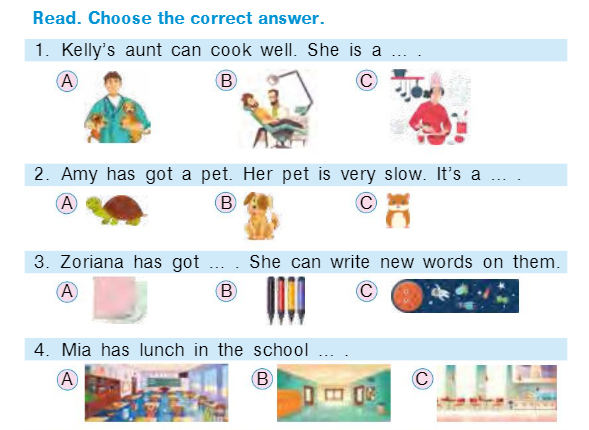 Read. Choose the correct answer.
1. Kelly's aunt can cook well. She is a ... .
A B C
2. Amy has got a pet. Her pet is very slow. It's a ... .
A B C
3. Zoriana has got ... . She can write new words on them.
A B C
4. Mia has lunch in the school ... .
A B C